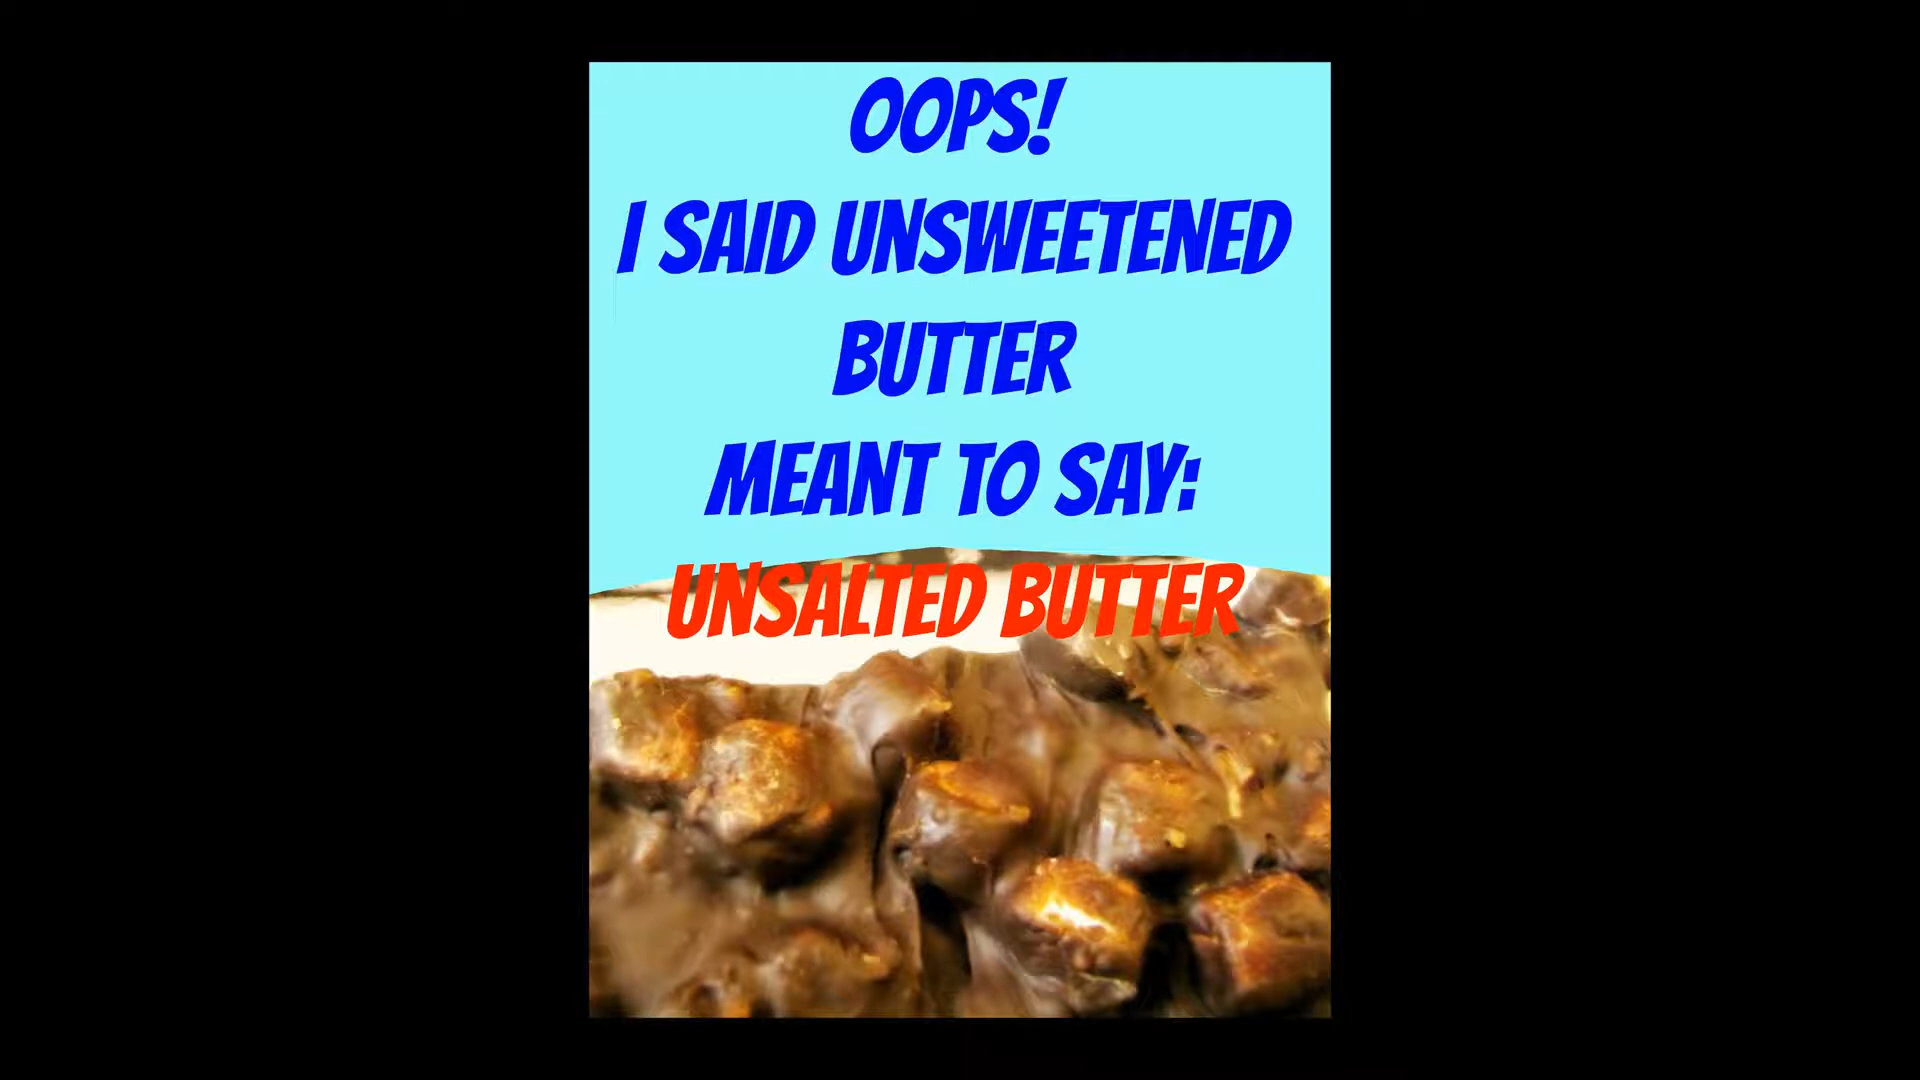 OOPS!
I SAID UNSWEETENED
BUTTER
MEANT TO SAY:
UNSALTED BUTTER